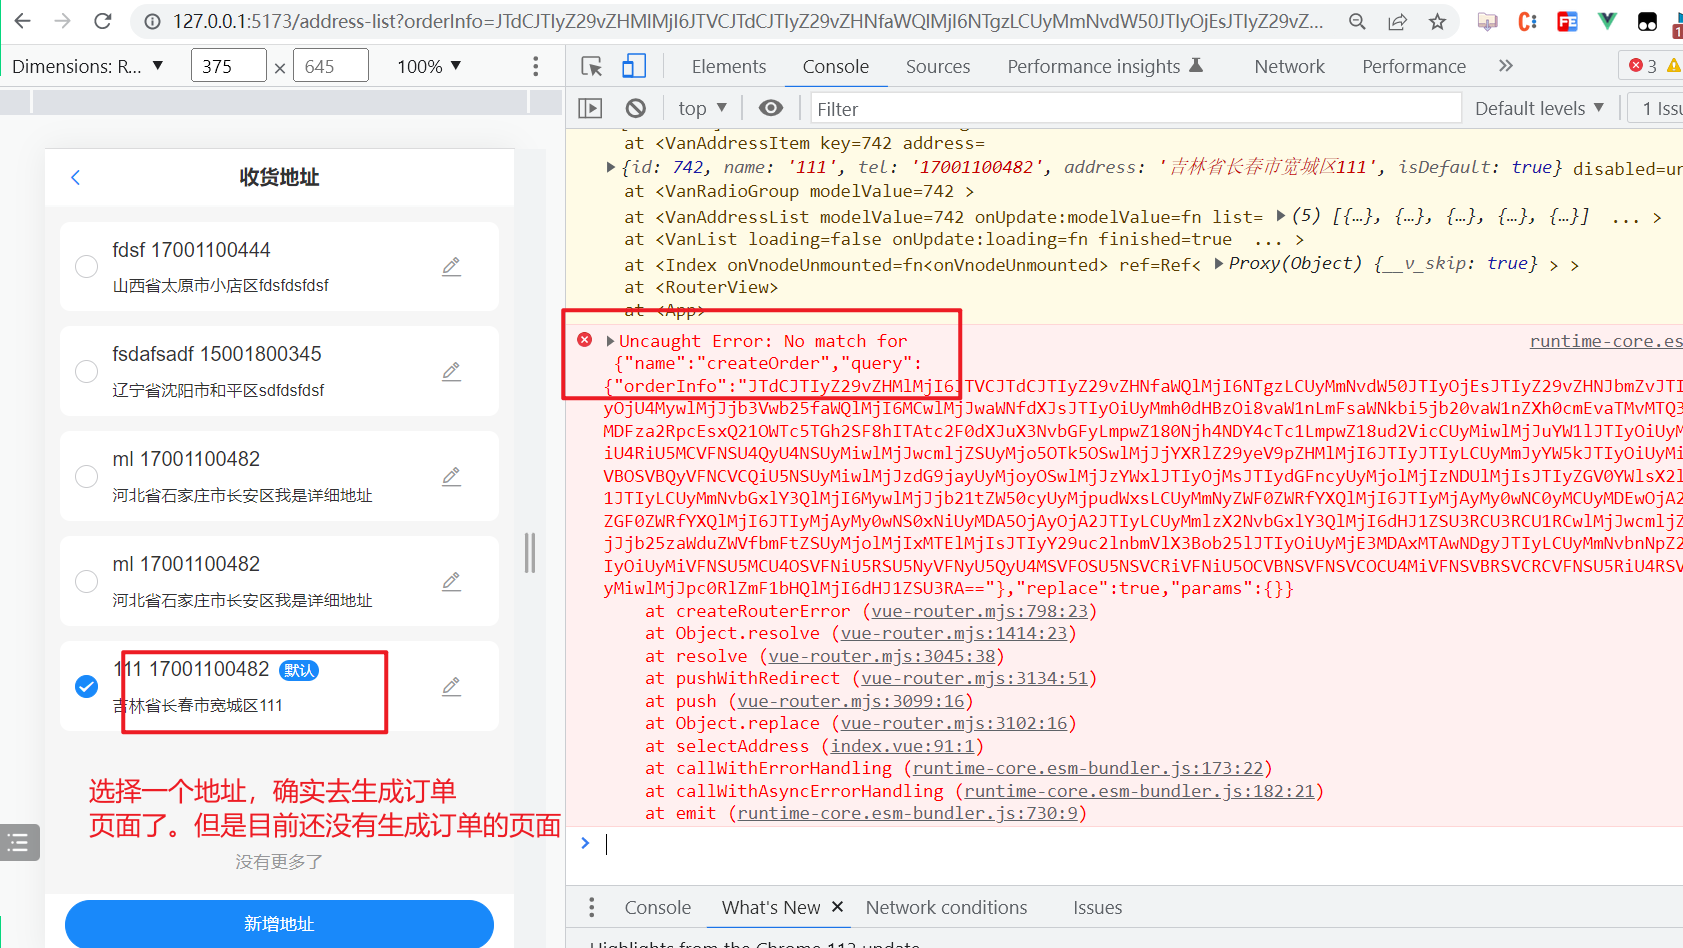 127.0.0.1:5173/address-list?orderInfo=JTdCJTIyZ29vZHMlMjI6JTVCJTdCJTIyZ29vZHNfaWQlMjI6NTgzLCUyMmNvdW50JTIyOjEsJTIyZ29vZ...
Dimensions: R... ▼ 375 × 645 100% ▼
Elements Console Sources Performance insights Network Performance » 3
top ▼ Filter Default levels ▼ 1 Issu
收货地址
fdsf 17001100444
山西省太原市小店区fdsfdsfdsf
fsdafsadf 15001800345
辽宁省沈阳市和平区sdfdsfdsf
ml 17001100482
河北省石家庄市长安区我是详细地址
ml 17001100482
河北省石家庄市长安区我是详细地址
111 17001100482 默认
吉林省长春市宽城区111
选择一个地址，确实去生成订单
页面了。但是目前还没有生成订单的页面
没有更多了
新增地址
at <VanAddressItem key=742 address=
{id: 742, name: '111', tel: '17001100482', address: '吉林省长春市宽城区111', isDefault: true} disabled=un
at <VanRadioGroup modelValue=742 >
at <VanAddressList modelValue=742 onUpdate:modelValue=fn list= (5) [{…}, {…}, {…}, {…}, {…}] ... >
at <VanList loading=false onUpdate:loading=fn finished=true ... >
at <Index onVnodeUnmounted=fn<onVnodeUnmounted> ref=Ref< Proxy(Object) {__v_skip: true} > >
at <RouterView>
at <App>
Uncaught Error: No match for runtime-core.es
{"name":"createOrder","query":
{"orderInfo":"JTdCJTIyZ29vZHMlMjI6JTVCJTdCJTIyZ29vZHNfaWQlMjI6NTgzLCUyMmNvdW50JTIyOjEsJTIyZ29vZHNJbmZvJTI
yOjU4MywlMjJjb3Vwb25faWQlMjI6MCwlMjJwaWNfdXJsJTIyOiUyMmh0dHBzOi8vaW1nLmFsaWNkbi5jb20vaW1nZXh0cmEvaTMvMTQ3
at createRouterError (vue-router.mjs:798:23)
at Object.resolve (vue-router.mjs:1414:23)
at resolve (vue-router.mjs:3045:38)
at pushWithRedirect (vue-router.mjs:3134:51)
at push (vue-router.mjs:3099:16)
at Object.replace (vue-router.mjs:3102:16)
at selectAddress (index.vue:91:1)
at callWithErrorHandling (runtime-core.esm-bundler.js:173:22)
at callWithAsyncErrorHandling (runtime-core.esm-bundler.js:182:21)
at emit (runtime-core.esm-bundler.js:730:9)
Console What's New × Network conditions Issues
Highlights from the Chrome 113 update